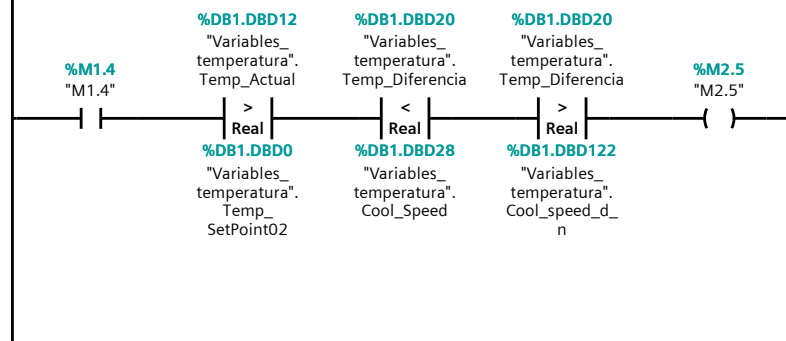 %M1.4
"M1.4"
%DB1.DBD12
"Variables_
temperatura".
Temp_Actual
>
Real
%DB1.DBD0
"Variables_
temperatura".
Temp_
SetPoint02
%DB1.DBD20
"Variables_
temperatura".
Temp_Diferencia
<
Real
%DB1.DBD28
"Variables_
temperatura".
Cool_Speed
%DB1.DBD20
"Variables_
temperatura".
Temp_Diferencia
>
Real
%DB1.DBD122
"Variables_
temperatura".
Cool_speed_d_
n
%M2.5
"M2.5"